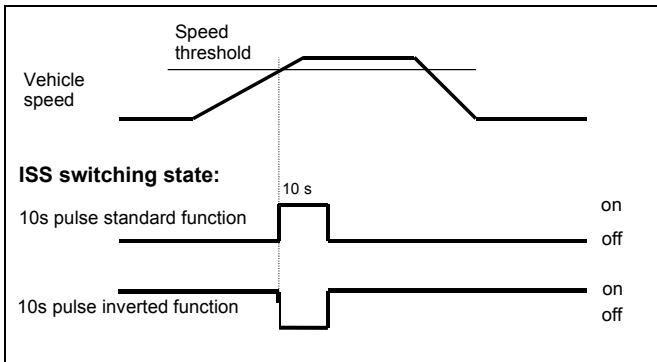 Speed
threshold
Vehicle
speed
ISS switching state:
10 s
10s pulse standard function
on
off
10s pulse inverted function
on
off